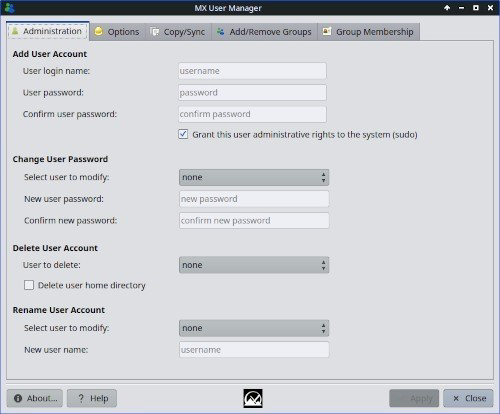 MX User Manager
Administration Options Copy/Sync Add/Remove Groups Group Membership
Add User Account
User login name: username
User password: password
Confirm user password: confirm password
Grant this user administrative rights to the system (sudo)
Change User Password
Select user to modify: none
New user password: new password
Confirm new password: confirm new password
Delete User Account
User to delete: none
Delete user home directory
Rename User Account
Select user to modify: none
New user name: username
About... Help Apply Close